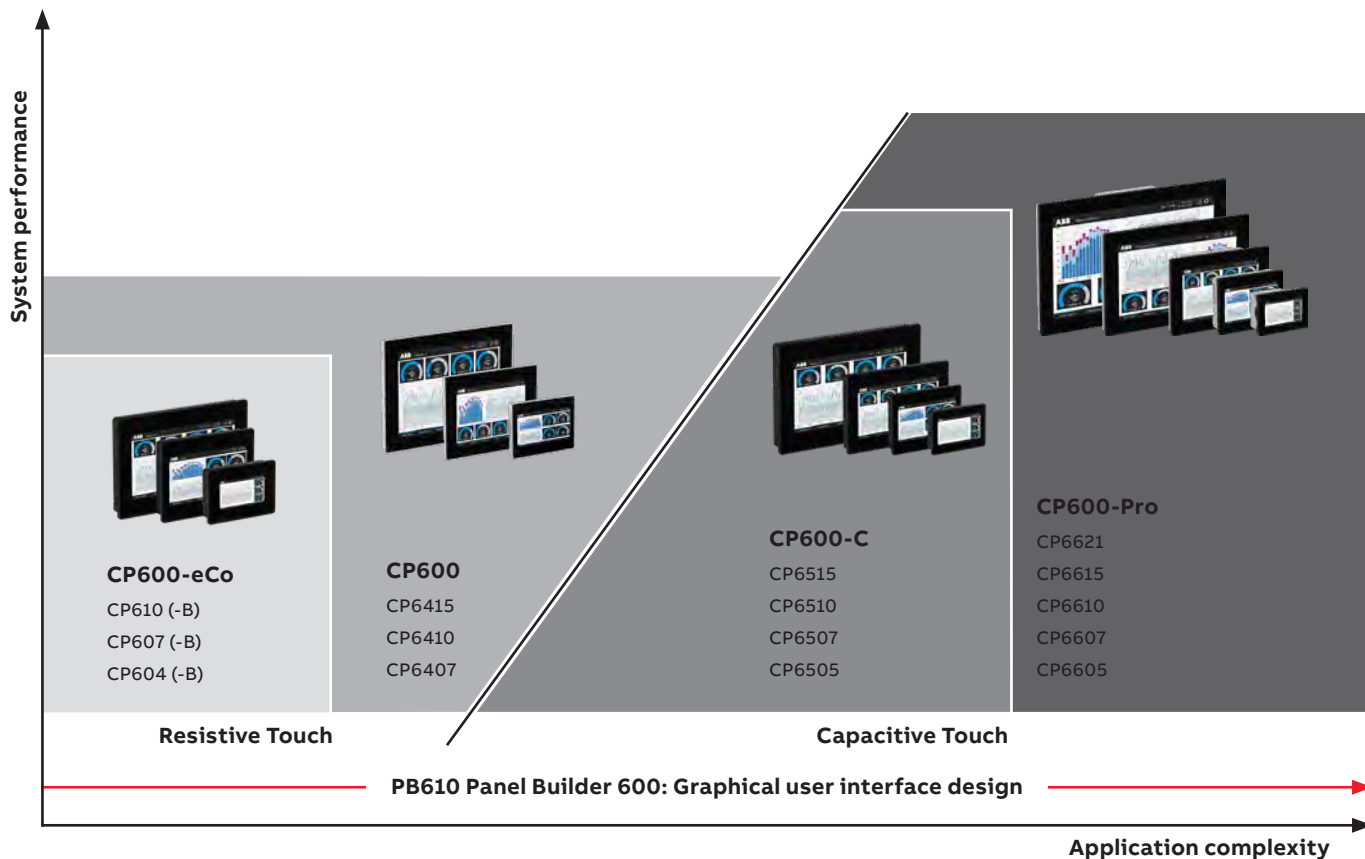 System performance
CP600-eCo
CP610 (-B)
CP607 (-B)
CP604 (-B)
CP600
CP6415
CP6410
CP6407
CP600-C
CP6515
CP6510
CP6507
CP6505
ABB
CP600-Pro
CP6621
CP6615
CP6610
CP6607
CP6605
Resistive Touch
Capacitive Touch
PB610 Panel Builder 600: Graphical user interface design
Application complexity